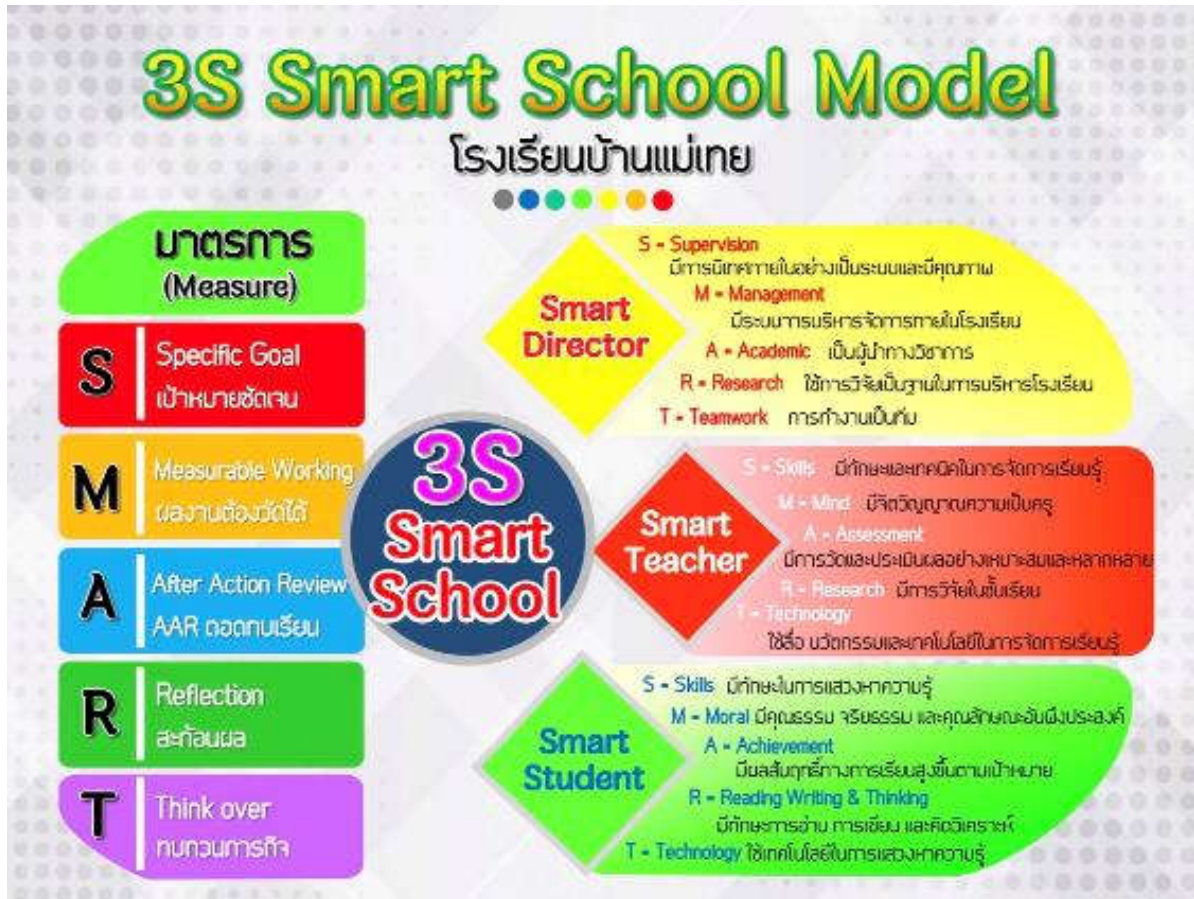 3S Smart School Model
โรงเรียนบ้านแม่เทย
มาตรการ
(Measure)
S
Specific Goal
เป้าหมายชัดเจน
M
Measurable Working
ผลงานต้องวัดได้
A
After Action Review
AAR ถอดบทเรียน
R
Reflection
สะท้อนผล
T
Think over
ทบทวนภารกิจ
3S
Smart
School
Smart
Director
S - Supervision
มีการนิเทศภายในอย่างเป็นระบบและมีคุณภาพ
M - Management
มีระบบการบริหารจัดการภายในโรงเรียน
A - Academic เป็นผู้นำทางวิชาการ
R - Research ใช้การวิจัยเป็นฐานในการบริหารโรงเรียน
T - Teamwork การทำงานเป็นทีม
Smart
Teacher
S - Skills มีทักษะและเทคนิคในการจัดการเรียนรู้
M - Mind มีจิตวิญญาณความเป็นครู
A - Assessment
มีการวัดและประเมินผลอย่างเหมาะสมและหลากหลาย
R - Research มีการวิจัยในชั้นเรียน
T - Technology
ใช้สื่อ นวัตกรรมและเทคโนโลยีในการจัดการเรียนรู้
Smart
Student
S - Skills มีทักษะในการแสวงหาความรู้
M - Moral มีคุณธรรม จริยธรรม และคุณลักษณะอันพึงประสงค์
A - Achievement
มีผลสัมฤทธิ์ทางการเรียนสูงขึ้นตามเป้าหมาย
R - Reading Writing & Thinking
มีทักษะการอ่าน การเขียน และคิดวิเคราะห์
T - Technology ใช้เทคโนโลยีในการแสวงหาความรู้